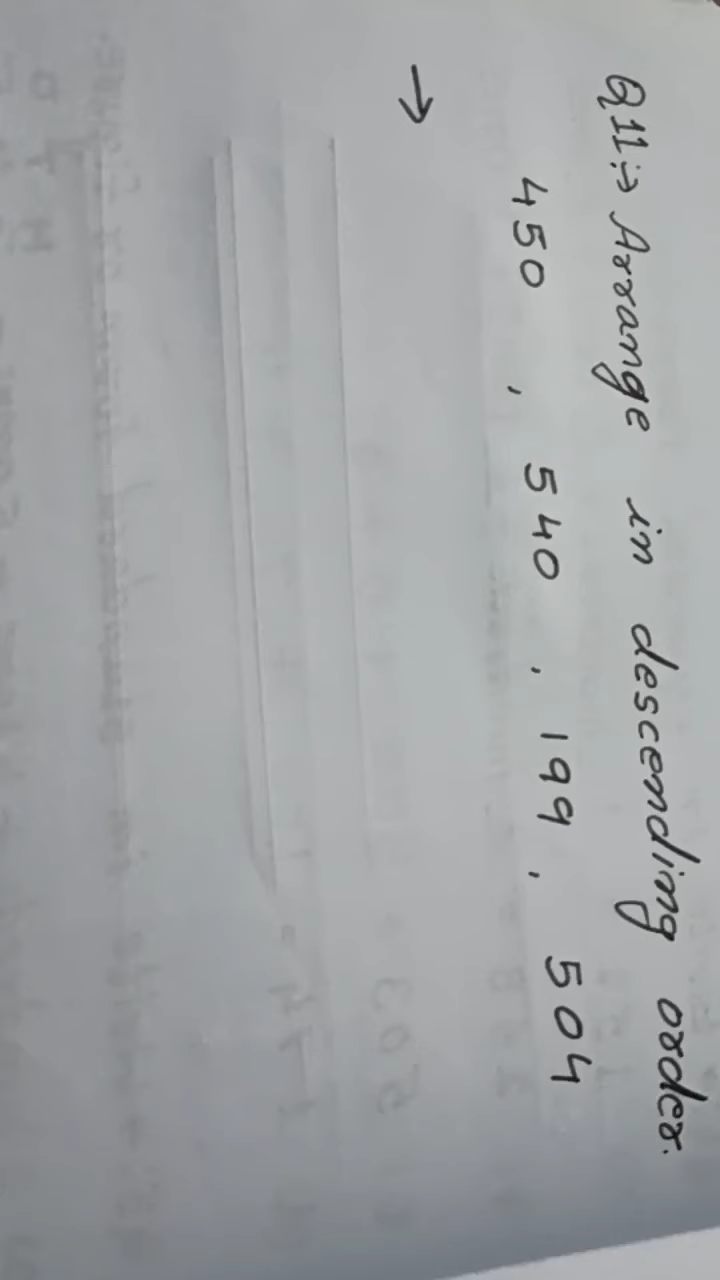 Q11:→ Arrange in descending order.
450 , 540 , 199 , 504
→